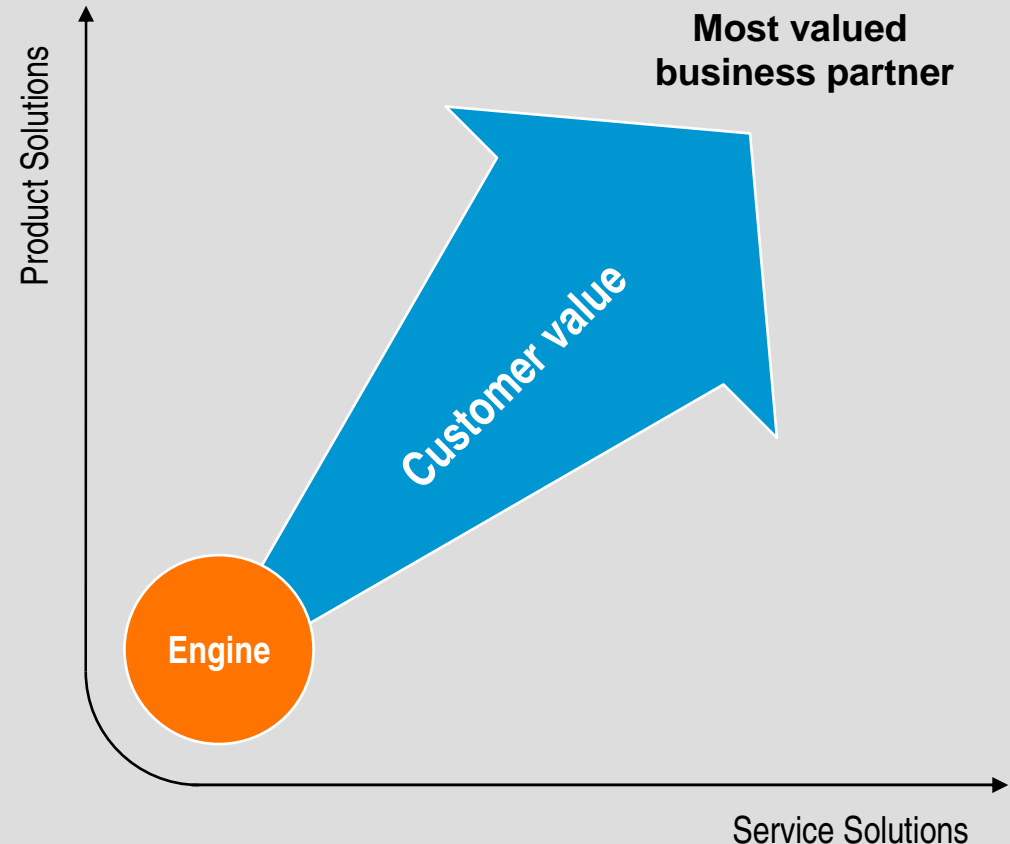 Most valued
business partner
Product Solutions
Customer value
Engine
Service Solutions